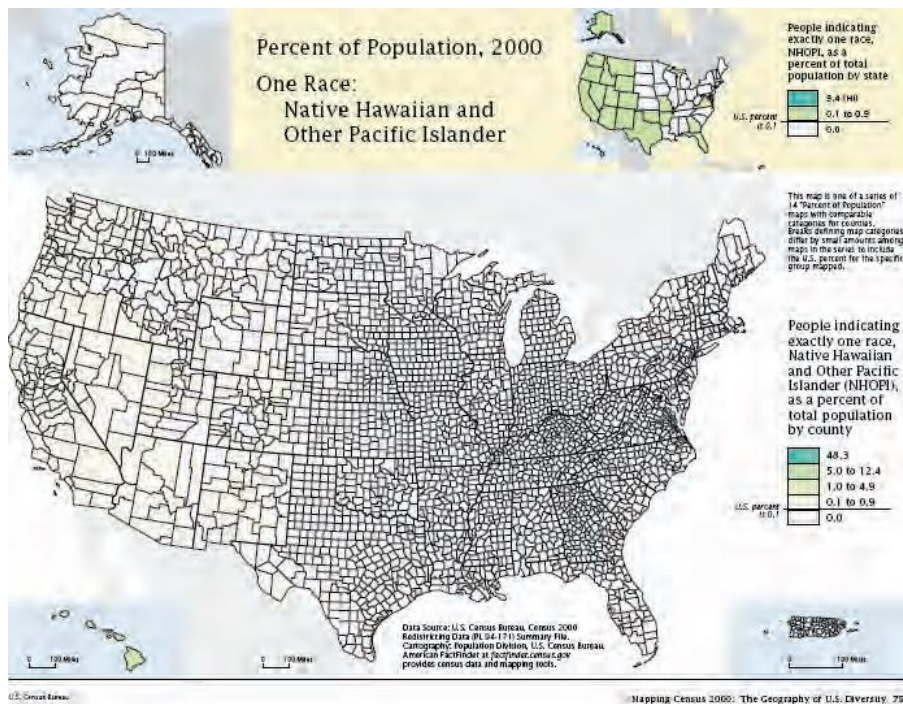 Percent of Population, 2000
One Race:
Native Hawaiian and
Other Pacific Islander
0 100 Miles
People indicating
exactly one race,
NHOPI, as a
percent of total
population by state
9.4 (HI)
0.1 to 0.9
0.0
U.S. percent
is 0.1
This map is one of a series of
14 "Percent of Population"
maps with comparable
categories for counties.
Breaks defining map categories
differ by small amounts among
maps in the series to include
the U.S. percent for the specific
group mapped.
People indicating
exactly one race,
Native Hawaiian
and Other Pacific
Islander (NHOPI),
as a percent of
total population
by county
48.3
5.0 to 12.4
1.0 to 4.9
0.1 to 0.9
0.0
U.S. percent
is 0.1
Data Source: U.S. Census Bureau, Census 2000
Redistricting Data (PL 94-171) Summary File.
Cartography: Population Division, U.S. Census Bureau.
American FactFinder at factfinder.census.gov
provides census data and mapping tools.
0 100 Miles
0 100 Miles
0 100 Miles
U.S. Census Bureau
Mapping Census 2000: The Geography of U.S. Diversity 75